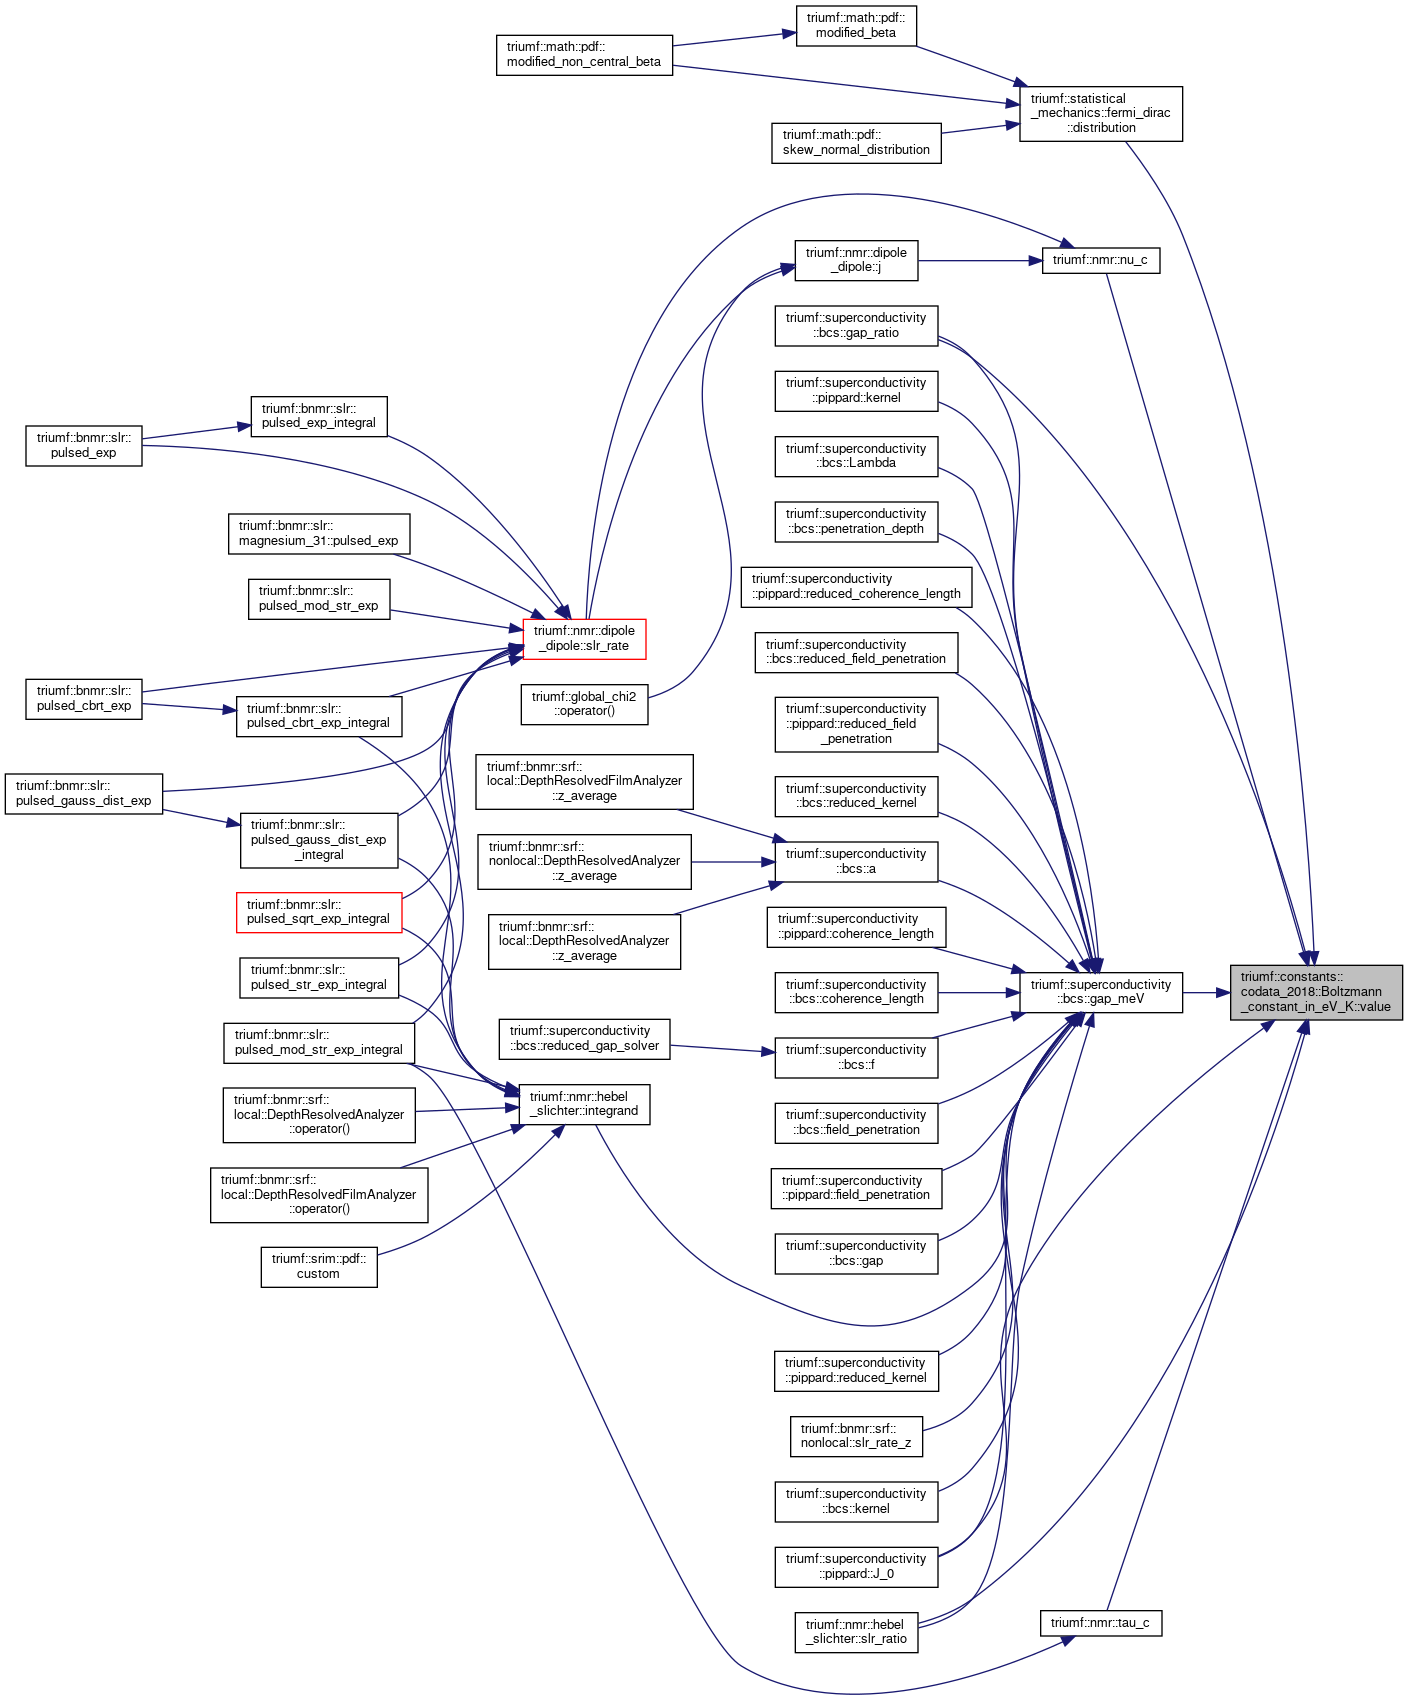 triumf::math::pdf::
modified_beta
triumf::math::pdf::
modified_non_central_beta
triumf::statistical
_mechanics::fermi_dirac
::distribution
triumf::math::pdf::
skew_normal_distribution
triumf::nmr::dipole
_dipole::j
triumf::nmr::nu_c
triumf::superconductivity
::bcs::gap_ratio
triumf::superconductivity
::pippard::kernel
triumf::bnmr::slr::
pulsed_exp_integral
triumf::bnmr::slr::
pulsed_exp
triumf::superconductivity
::bcs::Lambda
triumf::superconductivity
::bcs::penetration_depth
triumf::bnmr::slr::
magnesium_31::pulsed_exp
triumf::superconductivity
::pippard::reduced_coherence_length
triumf::bnmr::slr::
pulsed_mod_str_exp
triumf::nmr::dipole
_dipole::slr_rate
triumf::superconductivity
::bcs::reduced_field_penetration
triumf::bnmr::slr::
pulsed_cbrt_exp
triumf::bnmr::slr::
pulsed_cbrt_exp_integral
triumf::global_chi2
::operator()
triumf::superconductivity
::pippard::reduced_field
_penetration
triumf::bnmr::srf::
local::DepthResolvedFilmAnalyzer
::z_average
triumf::bnmr::slr::
pulsed_gauss_dist_exp
triumf::superconductivity
::bcs::reduced_kernel
triumf::bnmr::slr::
pulsed_gauss_dist_exp
_integral
triumf::bnmr::srf::
nonlocal::DepthResolvedAnalyzer
::z_average
triumf::superconductivity
::bcs::a
triumf::bnmr::slr::
pulsed_sqrt_exp_integral
triumf::bnmr::srf::
local::DepthResolvedAnalyzer
::z_average
triumf::superconductivity
::pippard::coherence_length
triumf::bnmr::slr::
pulsed_str_exp_integral
triumf::superconductivity
::bcs::coherence_length
triumf::superconductivity
::bcs::gap_meV
triumf::constants::
codata_2018::Boltzmann
_constant_in_eV_K::value
triumf::bnmr::slr::
pulsed_mod_str_exp_integral
triumf::superconductivity
::bcs::reduced_gap_solver
triumf::superconductivity
::bcs::f
triumf::bnmr::srf::
local::DepthResolvedAnalyzer
::operator()
triumf::nmr::hebel
_slichter::integrand
triumf::superconductivity
::bcs::field_penetration
triumf::bnmr::srf::
local::DepthResolvedFilmAnalyzer
::operator()
triumf::superconductivity
::pippard::field_penetration
triumf::srim::pdf::
custom
triumf::superconductivity
::bcs::gap
triumf::superconductivity
::pippard::reduced_kernel
triumf::bnmr::srf::
nonlocal::slr_rate_z
triumf::superconductivity
::bcs::kernel
triumf::superconductivity
::pippard::J_0
triumf::nmr::hebel
_slichter::slr_ratio
triumf::nmr::tau_c